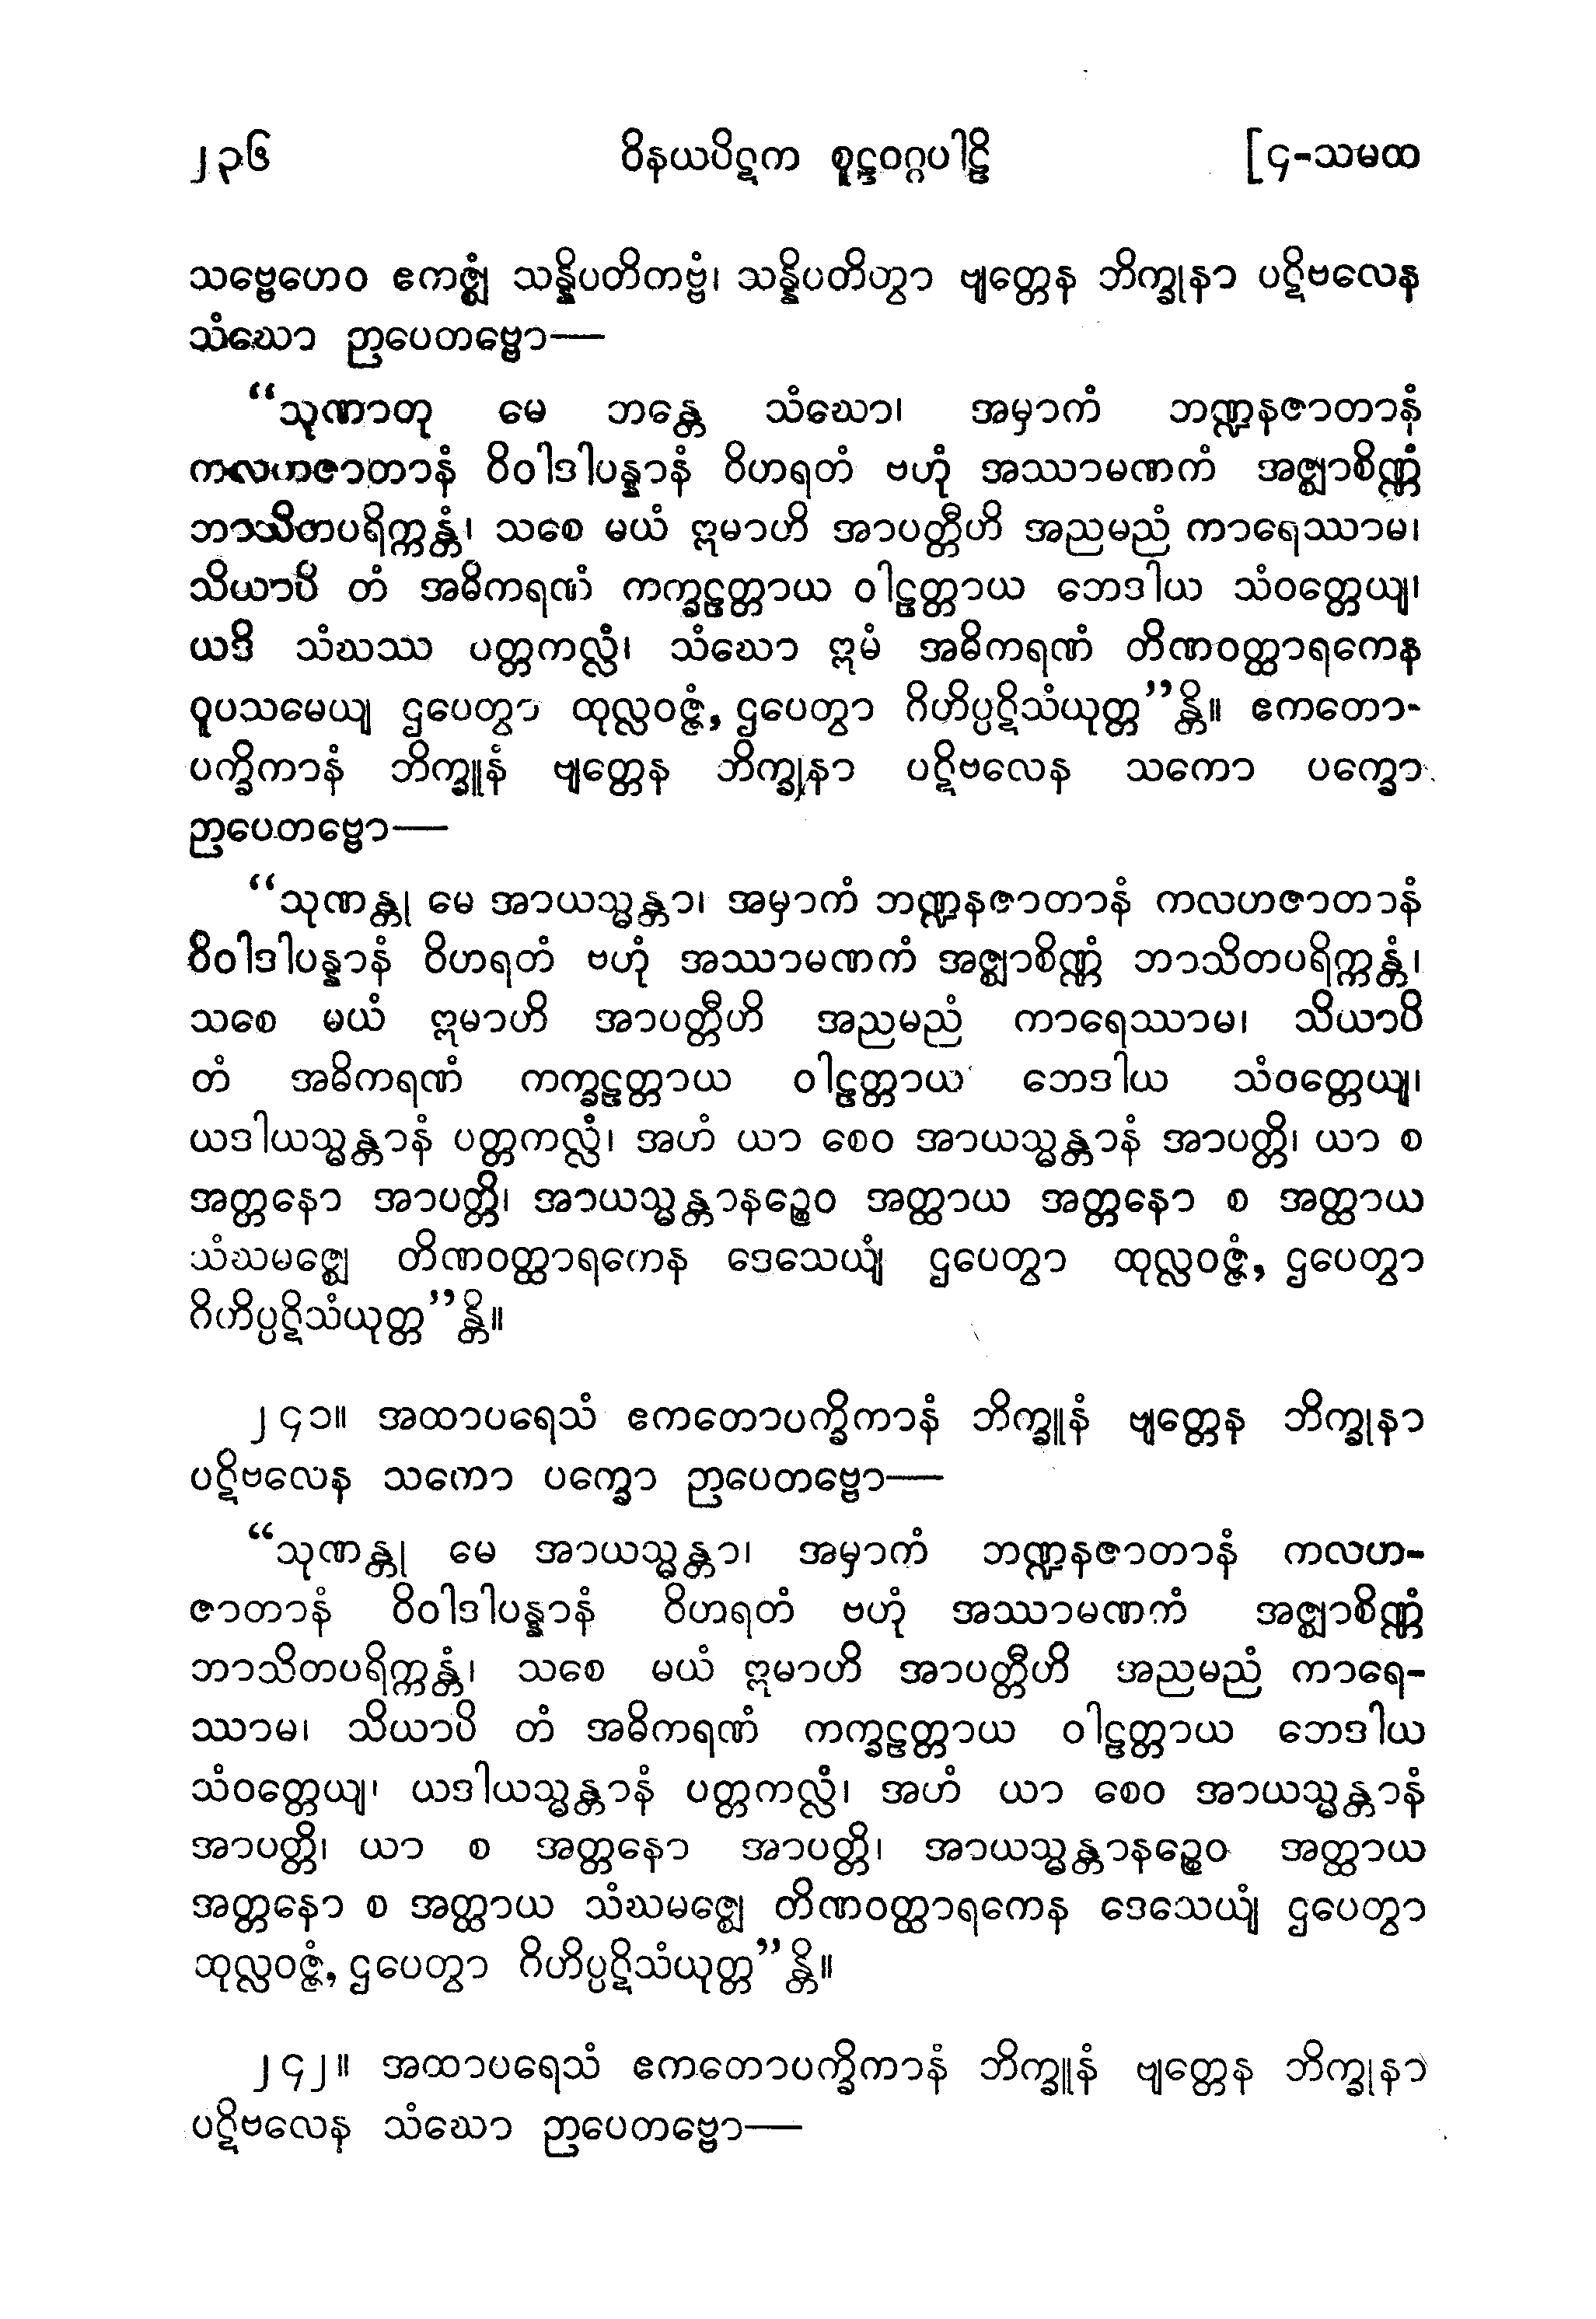 ၂၃၆ ဝိနယပိဋက စူဠဝဂ္ဂပါဠိ [၄-သမထ
သဗ္ဗေဟေဝ ဧကဇ္ဈံ သန္နိပတိကဗ္ဗံ၊ သန္နိပတိတွာ ဗျတ္တေန ဘိက္ခုနာ ပဋိဗလေန
သံဃော ဉာပေတဗ္ဗော—
“သုဏာတု မေ ဘန္တေ သံဃော၊ အမှာကံ ဘဏ္ဍနဇာတာနံ
ကလဟဇာတာနံ ဝိဝါဒါပန္နာနံ ဝိဟရတံ ဗဟုံ အဿာမဏကံ အဇ္ဈာစိဏ္ဏံ
ဘာသိတပရိက္ကန္တံ၊ သစေ မယံ ဣမာဟိ အာပတ္တီဟိ အညမညံ ကာရေဿာမ၊
သိယာပိ တံ အဓိကရဏံ ကက္ခဠတ္တာယ ဝါဠတ္တာယ ဘေဒါယ သံဝတ္တေယျ၊
ယဒိ သံဃဿ ပတ္တကလ္လံ၊ သံဃော ဣမံ အဓိကရဏံ တိဏဝတ္ထာရကေန
ဝူပသမေယျ ဌပေတွာ ထုလ္လဝဇ္ဇံ, ဌပေတွာ ဂိဟိပ္ပဋိသံယုတ္တ”န္တိ။ ဧကတော-
ပက္ခိကာနံ ဘိက္ခူနံ ဗျတ္တေန ဘိက္ခုနာ ပဋိဗလေန သကော ပက္ခော
ဉာပေတဗ္ဗော—
“သုဏန္တု မေ အာယသ္မန္တာ၊ အမှာကံ ဘဏ္ဍနဇာတာနံ ကလဟဇာတာနံ
ဝိဝါဒါပန္နာနံ ဝိဟရတံ ဗဟုံ အဿာမဏကံ အဇ္ဈာစိဏ္ဏံ ဘာသိတပရိက္ကန္တံ၊
သစေ မယံ ဣမာဟိ အာပတ္တီဟိ အညမညံ ကာရေဿာမ၊ သိယာပိ
တံ အဓိကရဏံ ကက္ခဠတ္တာယ ဝါဠတ္တာယ ဘေဒါယ သံဝတ္တေယျ၊
ယဒါယသ္မန္တာနံ ပတ္တကလ္လံ၊ အဟံ ယာ စေဝ အာယသ္မန္တာနံ အာပတ္တိ၊ ယာ စ
အတ္တနော အာပတ္တိ၊ အာယသ္မန္တာနဉ္စေဝ အတ္ထာယ အတ္တနော စ အတ္ထာယ
သံဃမဇ္ဈေ တိဏဝတ္ထာရကေန ဒေသေယျံ ဌပေတွာ ထုလ္လဝဇ္ဇံ, ဌပေတွာ
ဂိဟိပ္ပဋိသံယုတ္တ”န္တိ။
၂၄၁။ အထာပရေသံ ဧကတောပက္ခိကာနံ ဘိက္ခူနံ ဗျတ္တေန ဘိက္ခုနာ
ပဋိဗလေန သကော ပက္ခော ဉာပေတဗ္ဗော—
“သုဏန္တု မေ အာယသ္မန္တာ၊ အမှာကံ ဘဏ္ဍနဇာတာနံ ကလဟ-
ဇာတာနံ ဝိဝါဒါပန္နာနံ ဝိဟရတံ ဗဟုံ အဿာမဏကံ အဇ္ဈာစိဏ္ဏံ
ဘာသိတပရိက္ကန္တံ၊ သစေ မယံ ဣမာဟိ အာပတ္တီဟိ အညမညံ ကာရေ-
ဿာမ၊ သိယာပိ တံ အဓိကရဏံ ကက္ခဠတ္တာယ ဝါဠတ္တာယ ဘေဒါယ
သံဝတ္တေယျ၊ ယဒါယသ္မန္တာနံ ပတ္တကလ္လံ၊ အဟံ ယာ စေဝ အာယသ္မန္တာနံ
အာပတ္တိ၊ ယာ စ အတ္တနော အာပတ္တိ၊ အာယသ္မန္တာနဉ္စေဝ အတ္ထာယ
အတ္တနော စ အတ္ထာယ သံဃမဇ္ဈေ တိဏဝတ္ထာရကေန ဒေသေယျံ ဌပေတွာ
ထုလ္လဝဇ္ဇံ, ဌပေတွာ ဂိဟိပ္ပဋိသံယုတ္တ”န္တိ။
၂၄၂။ အထာပရေသံ ဧကတောပက္ခိကာနံ ဘိက္ခူနံ ဗျတ္တေန ဘိက္ခုနာ
ပဋိဗလေန သံဃော ဉာပေတဗ္ဗော—